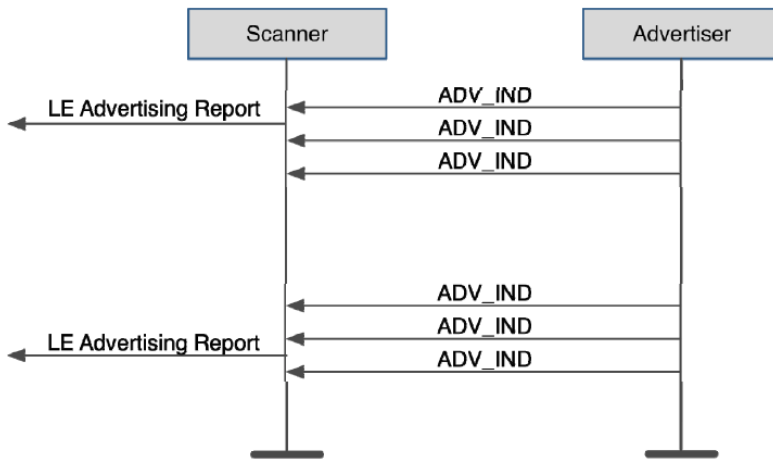 Scanner
Advertiser
ADV_IND
LE Advertising Report
ADV_IND
ADV_IND
ADV_IND
ADV_IND
LE Advertising Report
ADV_IND